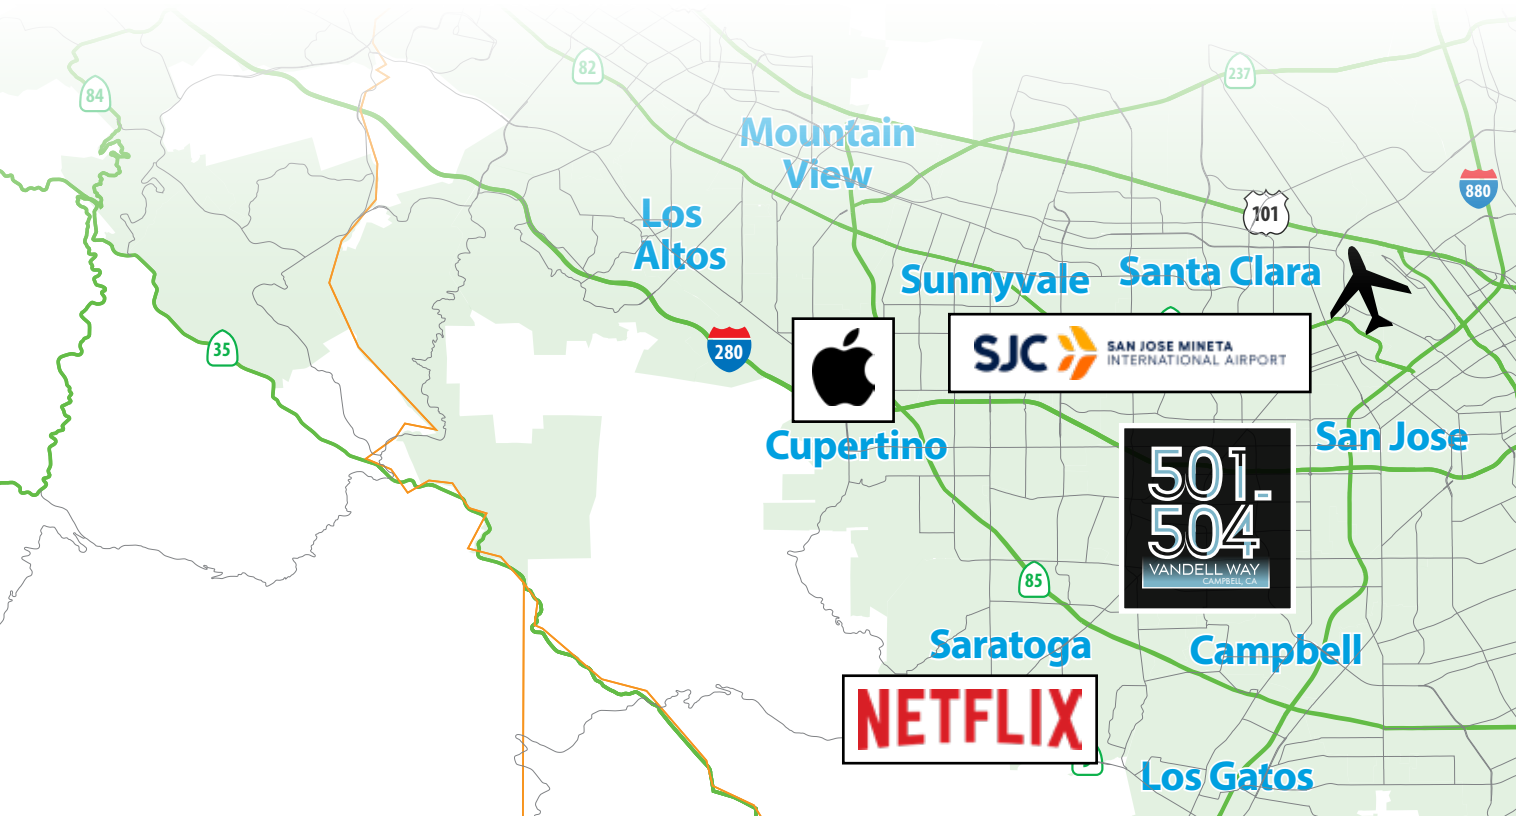 82
237
84
Mountain
View
880
101
Los
Altos
Sunnyvale
Santa Clara
35
280
SJC
SAN JOSE MINETA
INTERNATIONAL AIRPORT
Cupertino
San Jose
501-
504
VANDELL WAY
CAMPBELL, CA
85
Saratoga
Campbell
NETFLIX
Los Gatos